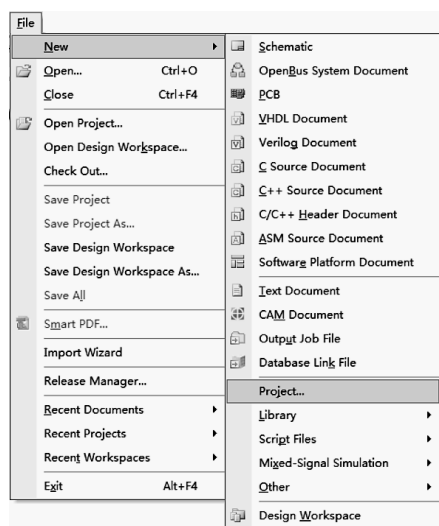 File
New
Open... Ctrl+O
Close Ctrl+F4
Open Project...
Open Design Workspace...
Check Out...
Save Project
Save Project As...
Save Design Workspace
Save Design Workspace As...
Save All
Smart PDF...
Import Wizard
Release Manager...
Recent Documents
Recent Projects
Recent Workspaces
Exit Alt+F4
Schematic
OpenBus System Document
PCB
VHDL Document
Verilog Document
C Source Document
C++ Source Document
C/C++ Header Document
ASM Source Document
Software Platform Document
Text Document
CAM Document
Output Job File
Database Link File
Project...
Library
Script Files
Mixed-Signal Simulation
Other
Design Workspace